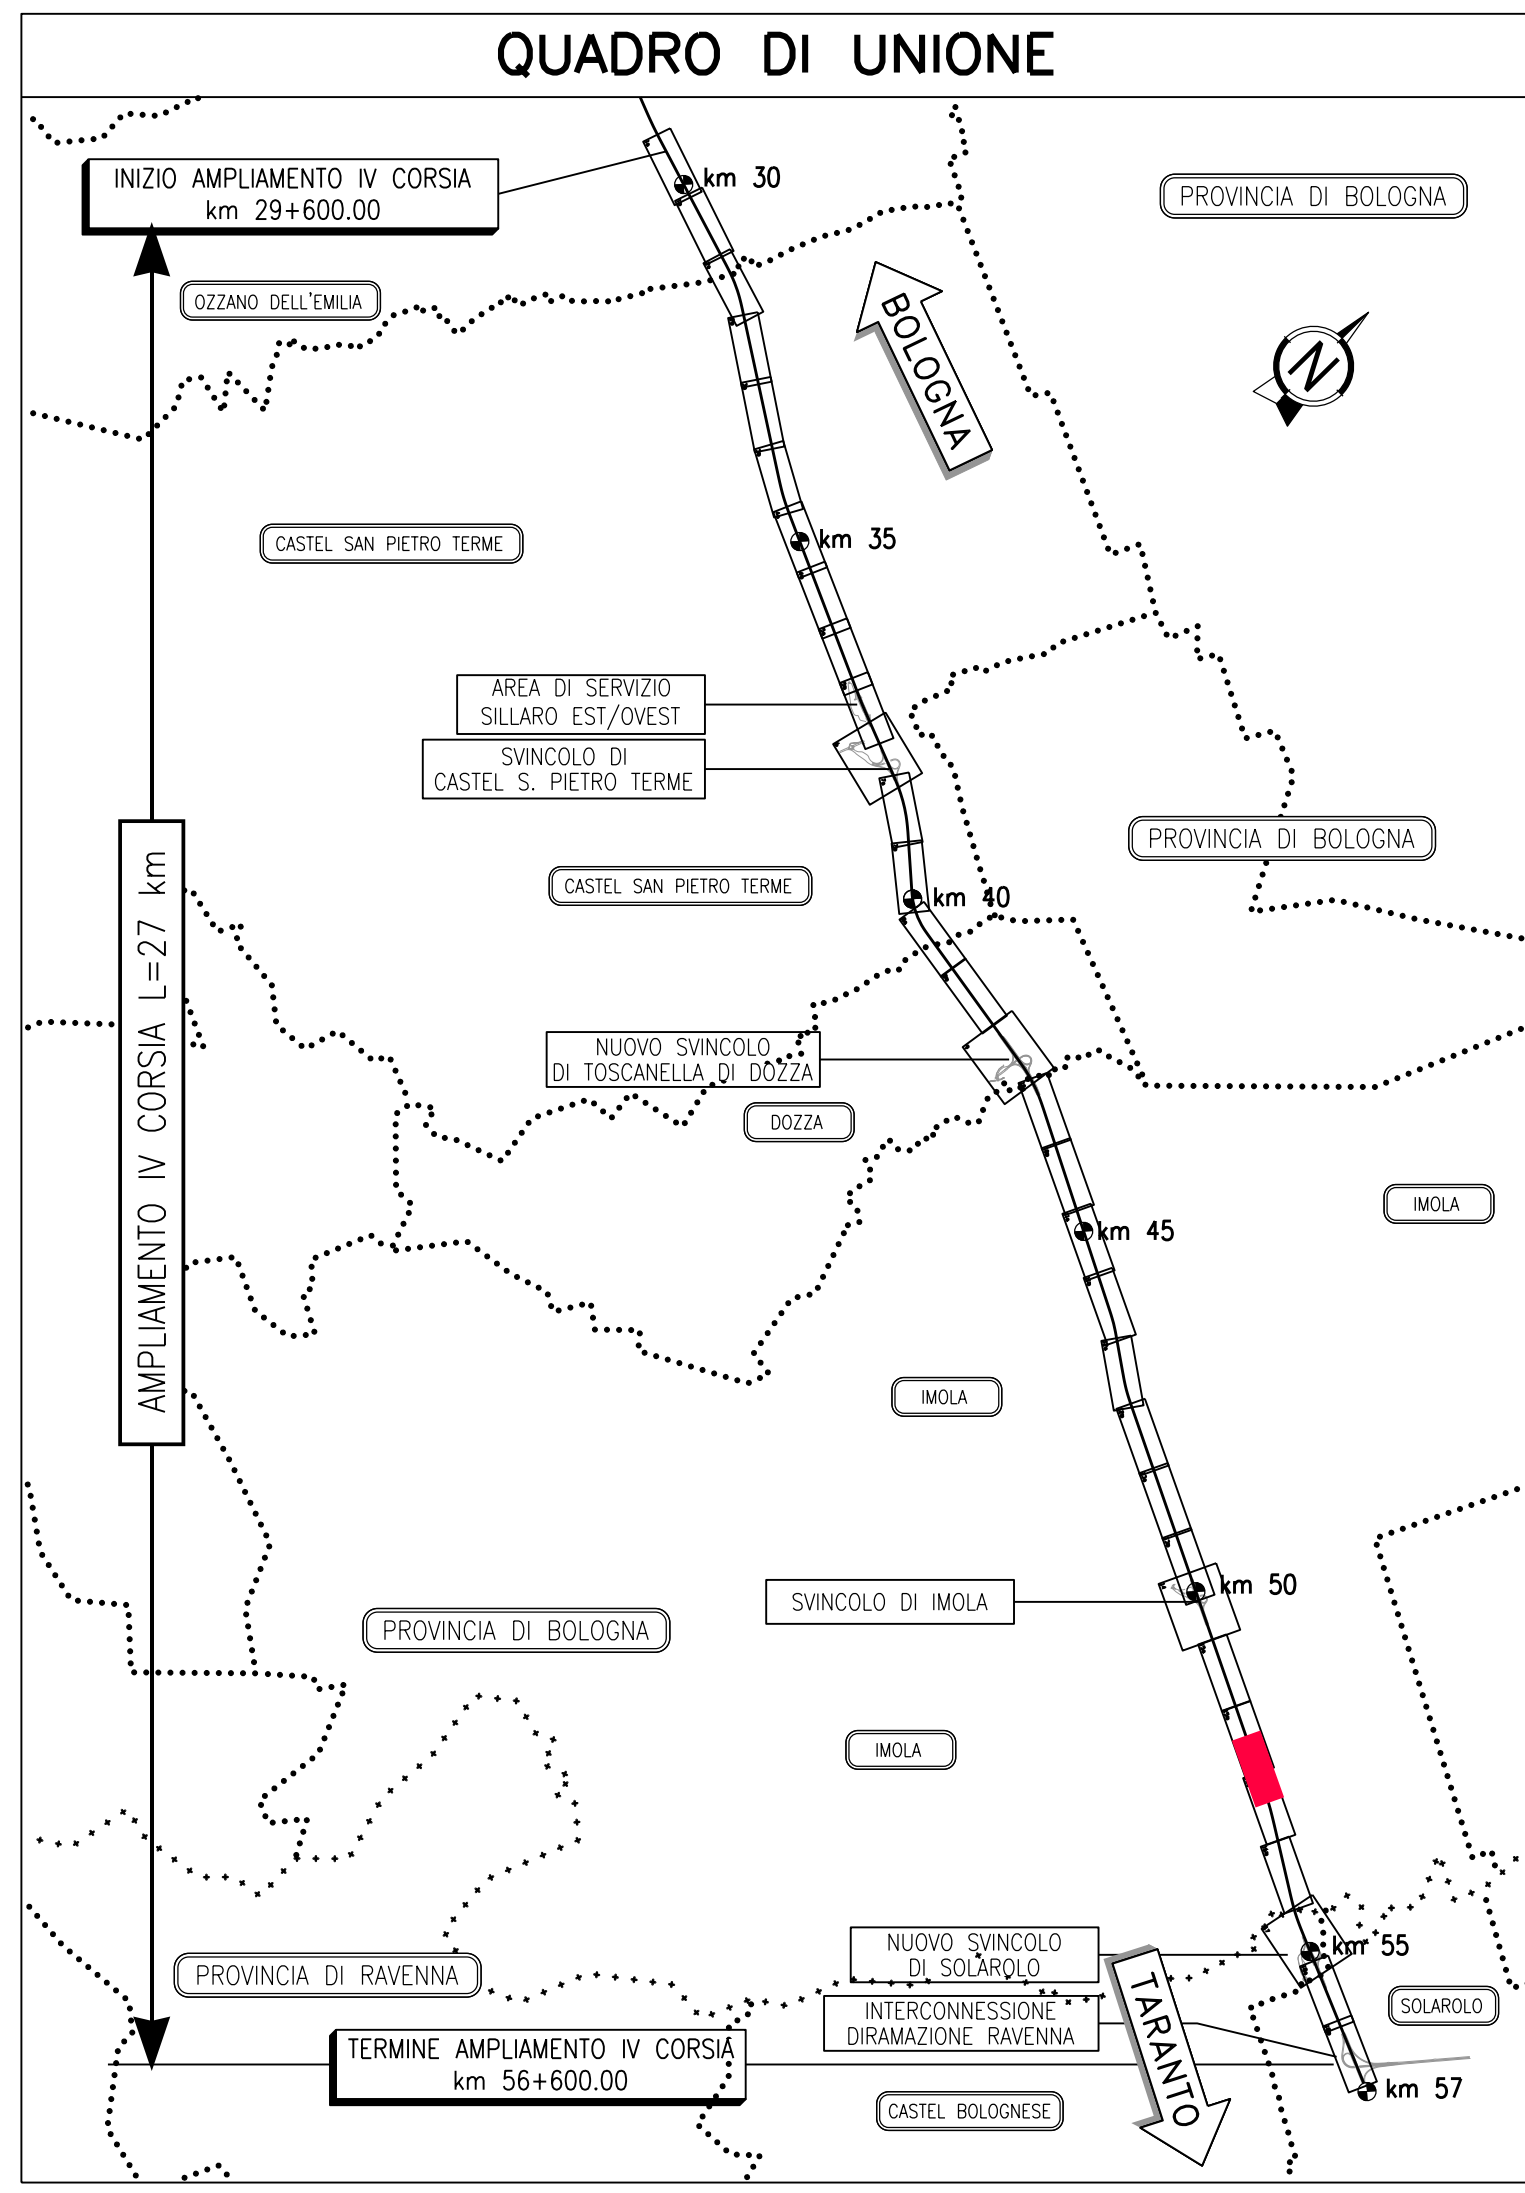 QUADRO DI UNIONE
INIZIO AMPLIAMENTO IV CORSIA
km 29+600.00
km 30
PROVINCIA DI BOLOGNA
OZZANO DELL'EMILIA
BOLOGNA
N
CASTEL SAN PIETRO TERME
km 35
AREA DI SERVIZIO
SILLARO EST/OVEST
SVINCOLO DI
CASTEL S. PIETRO TERME
PROVINCIA DI BOLOGNA
CASTEL SAN PIETRO TERME
km 40
AMPLIAMENTO IV CORSIA L=27 km
NUOVO SVINCOLO
DI TOSCANELLA DI DOZZA
DOZZA
IMOLA
km 45
IMOLA
km 50
SVINCOLO DI IMOLA
PROVINCIA DI BOLOGNA
IMOLA
NUOVO SVINCOLO
DI SOLAROLO
km 55
PROVINCIA DI RAVENNA
INTERCONNESSIONE
DIRAMAZIONE RAVENNA
SOLAROLO
TARANTO
TERMINE AMPLIAMENTO IV CORSIA
km 56+600.00
km 57
CASTEL BOLOGNESE